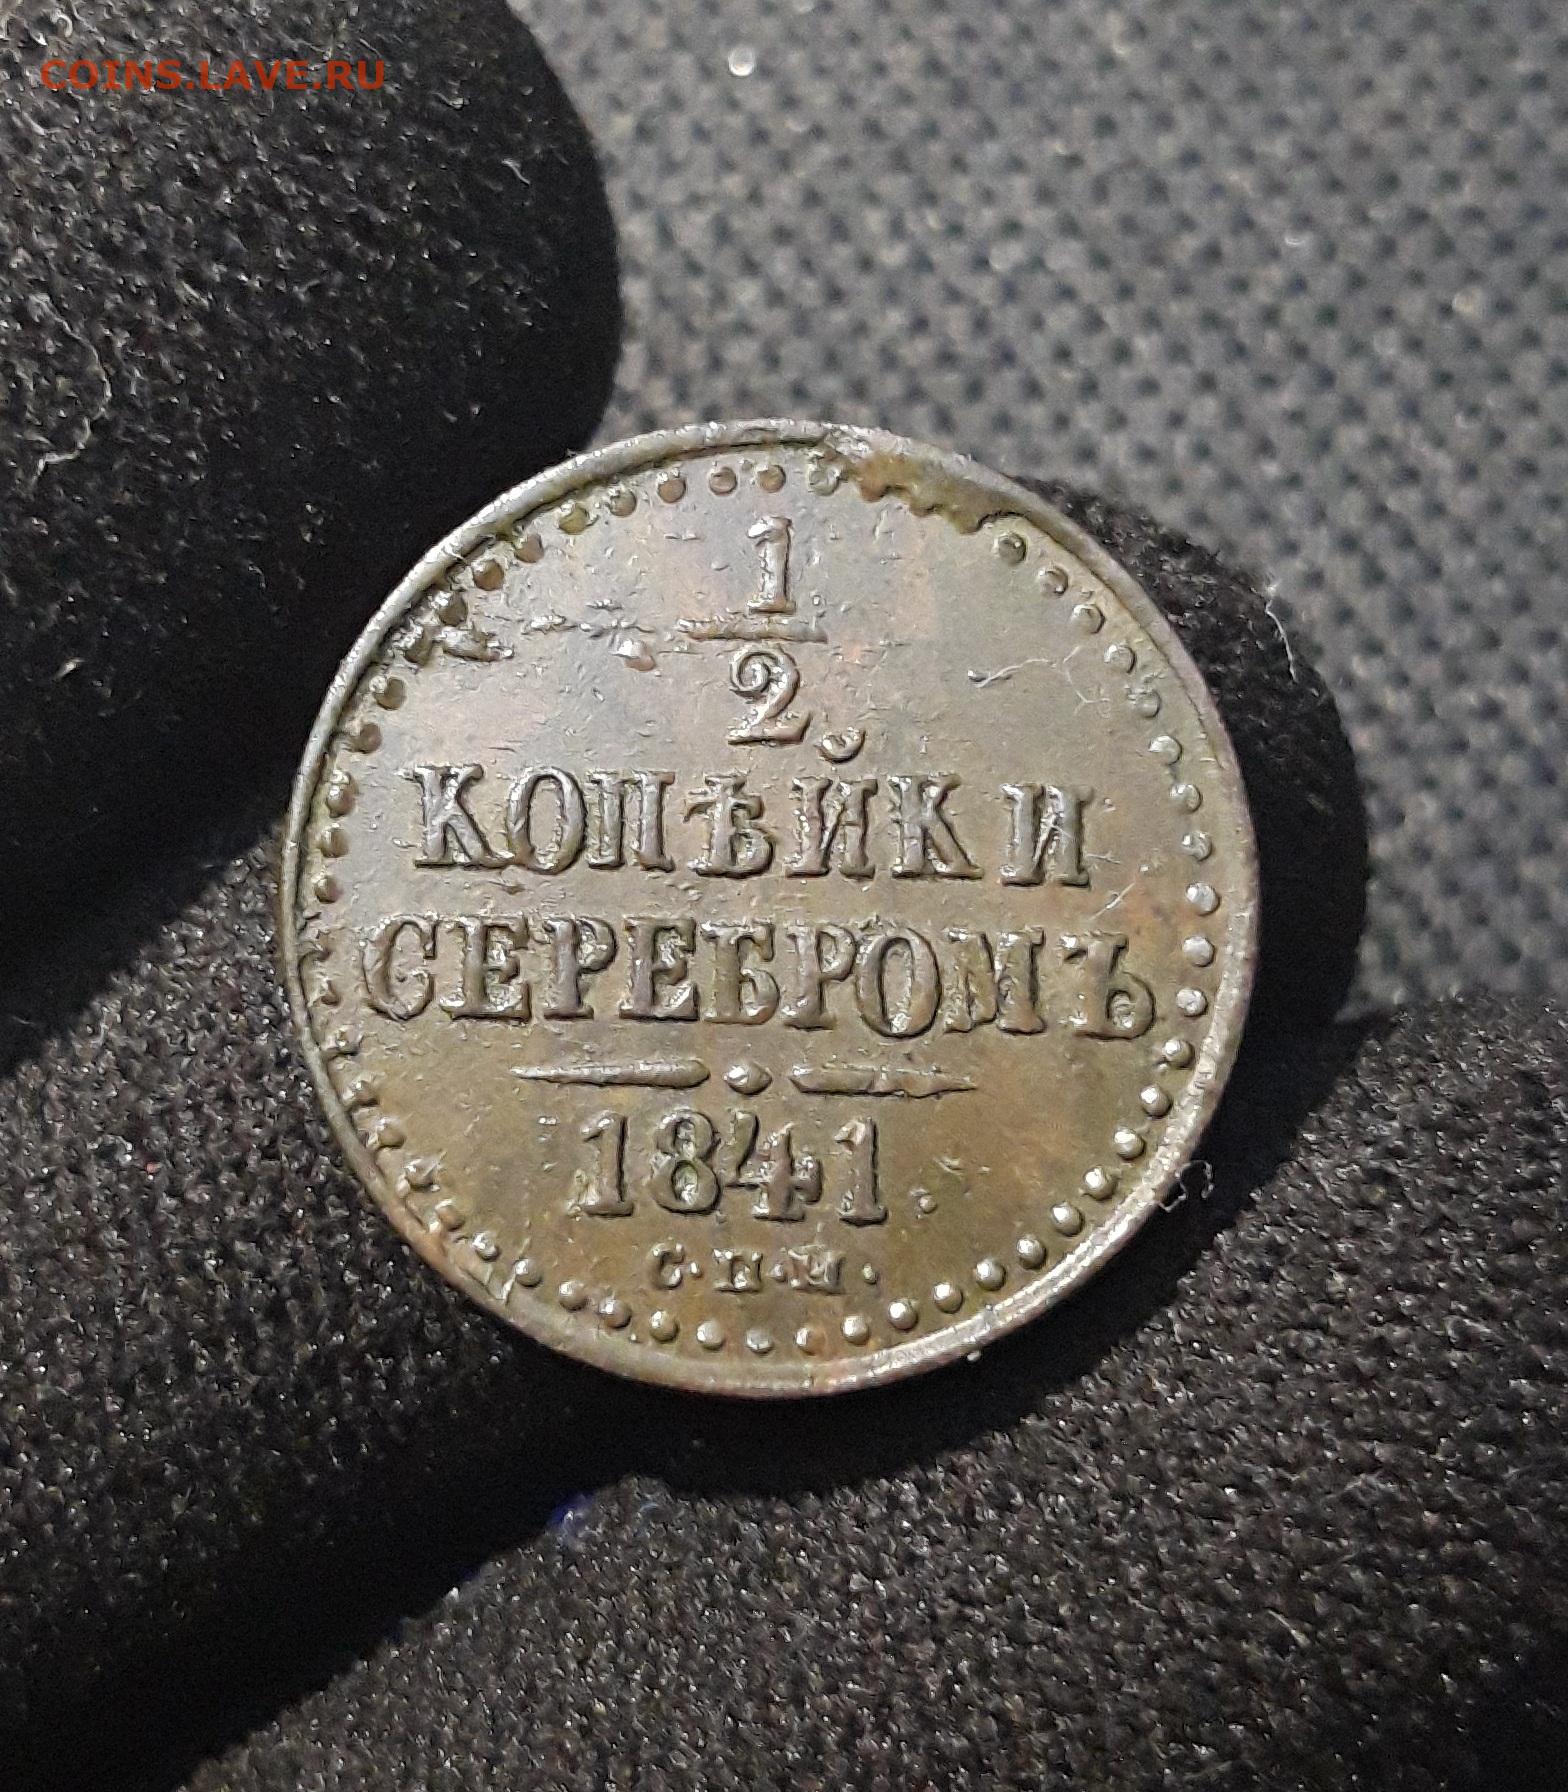 COINS.LAVE.RU
1
2
КОПѢЙКИ
СЕРЕБРОМЪ
1841.
С.П.М.